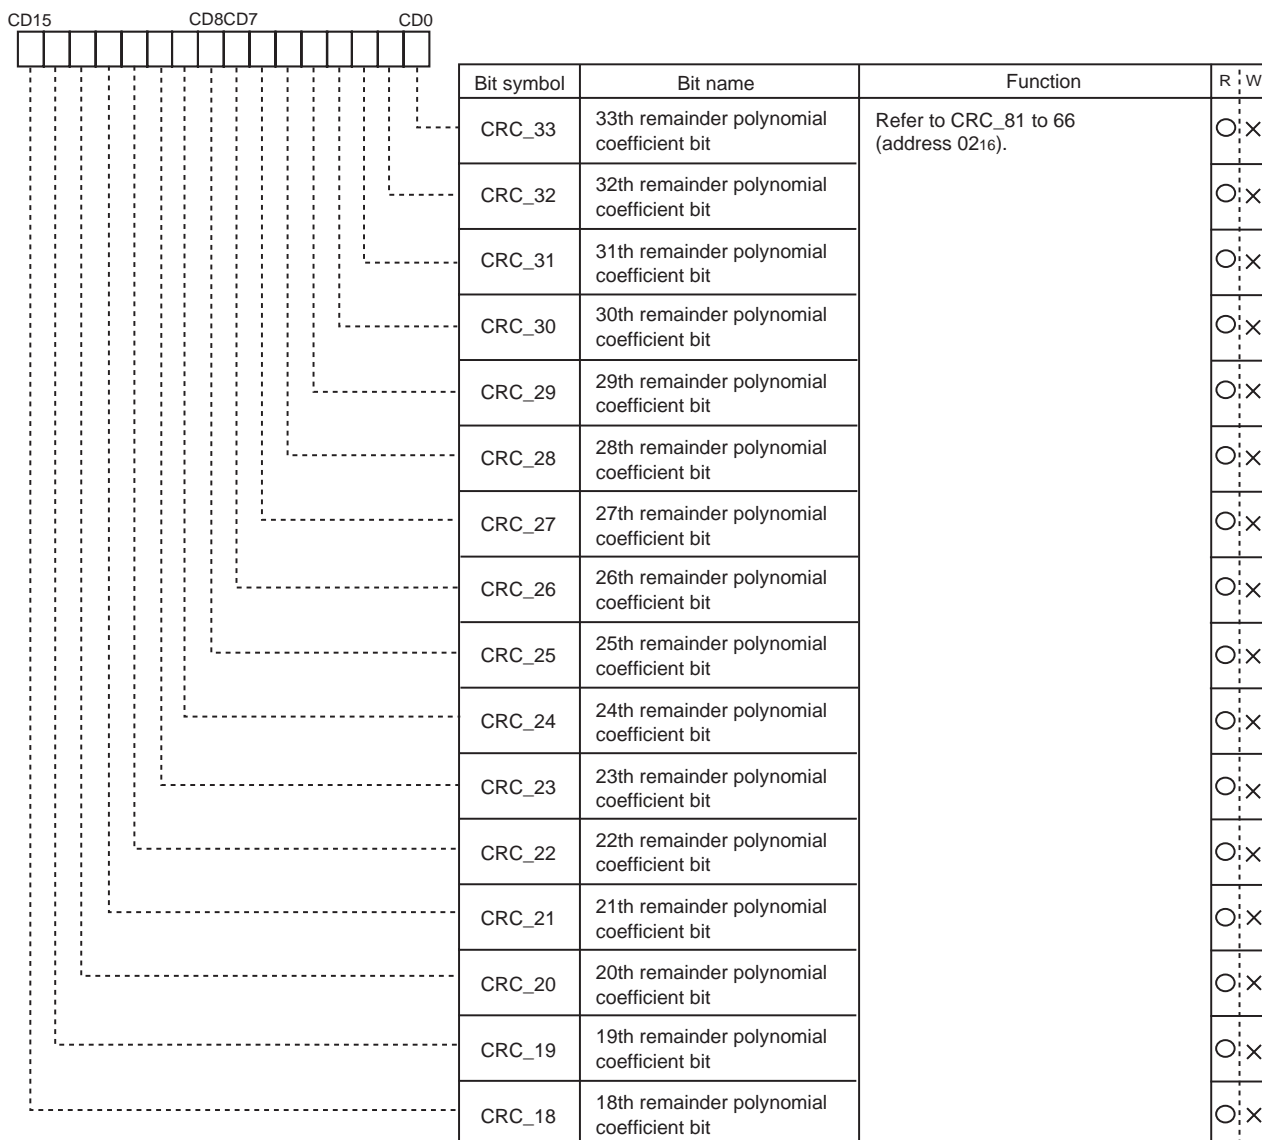 CD15 CD8CD7 CD0
Bit symbol Bit name Function R W
CRC_33 33th remainder polynomial coefficient bit Refer to CRC_81 to 66 (address 0216). ○ ×
CRC_32 32th remainder polynomial coefficient bit ○ ×
CRC_31 31th remainder polynomial coefficient bit ○ ×
CRC_30 30th remainder polynomial coefficient bit ○ ×
CRC_29 29th remainder polynomial coefficient bit ○ ×
CRC_28 28th remainder polynomial coefficient bit ○ ×
CRC_27 27th remainder polynomial coefficient bit ○ ×
CRC_26 26th remainder polynomial coefficient bit ○ ×
CRC_25 25th remainder polynomial coefficient bit ○ ×
CRC_24 24th remainder polynomial coefficient bit ○ ×
CRC_23 23th remainder polynomial coefficient bit ○ ×
CRC_22 22th remainder polynomial coefficient bit ○ ×
CRC_21 21th remainder polynomial coefficient bit ○ ×
CRC_20 20th remainder polynomial coefficient bit ○ ×
CRC_19 19th remainder polynomial coefficient bit ○ ×
CRC_18 18th remainder polynomial coefficient bit ○ ×